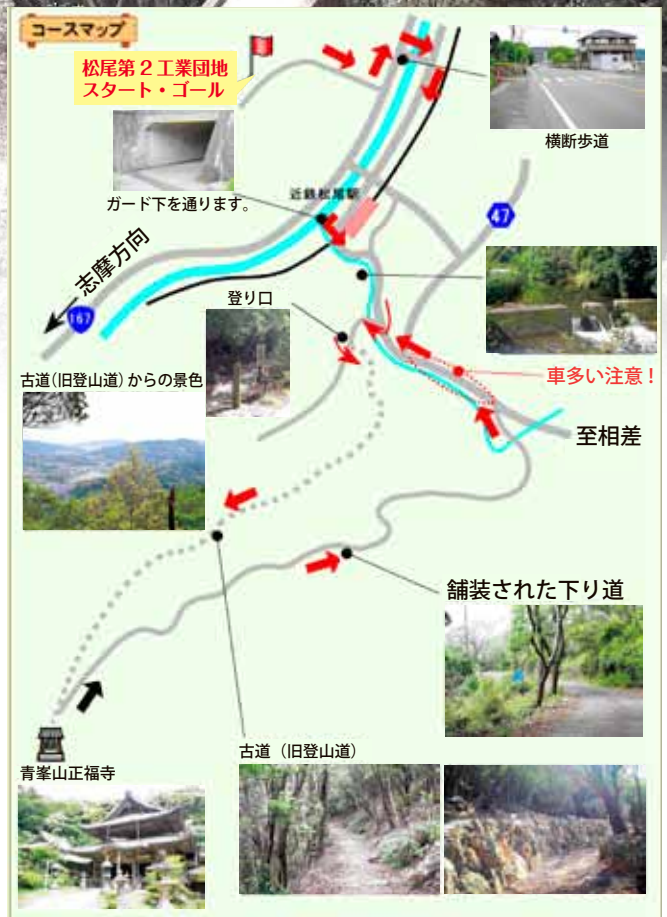 コースマップ
松尾第２工業団地
スタート・ゴール
横断歩道
ガード下を通ります。
近鉄松尾駅
47
志摩方向
167
登り口
古道(旧登山道)からの景色
車多い注意！
至相差
舗装された下り道
古道（旧登山道）
青峯山正福寺